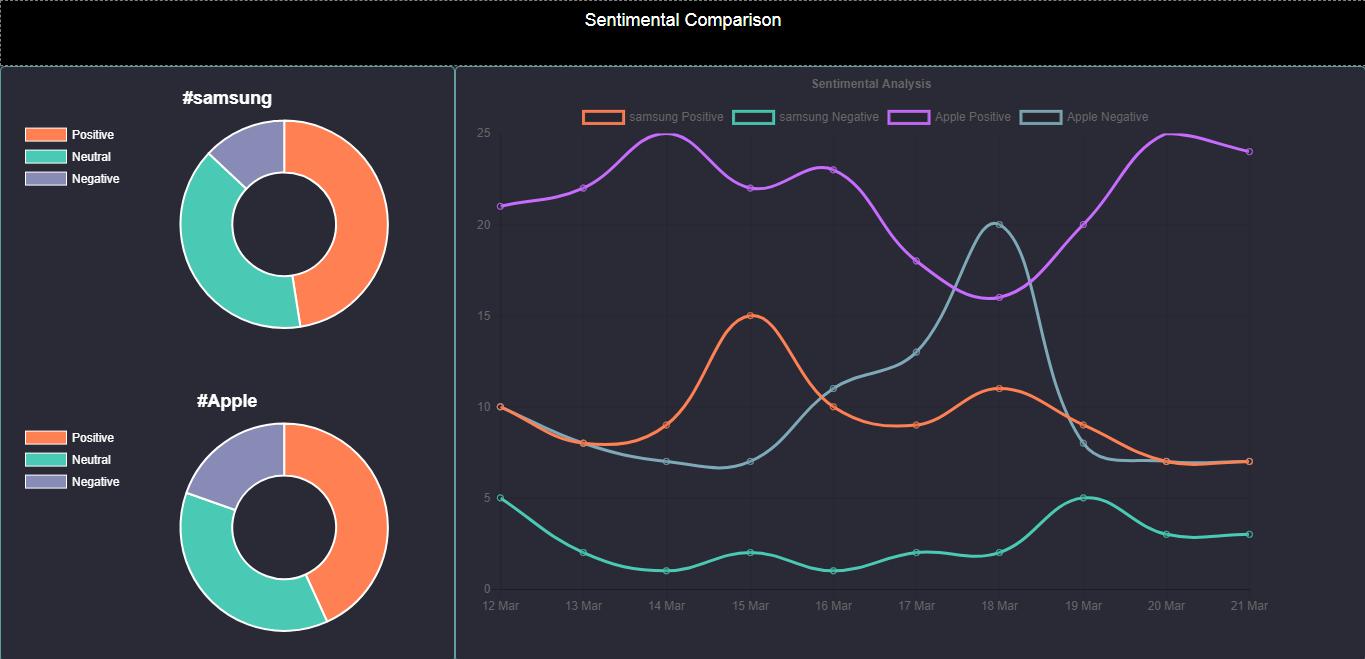 Sentimental Comparison
#samsung
Positive
Neutral
Negative
#Apple
Positive
Neutral
Negative
Sentimental Analysis
samsung Positive samsung Negative Apple Positive Apple Negative
25
20
15
10
5
0
12 Mar 13 Mar 14 Mar 15 Mar 16 Mar 17 Mar 18 Mar 19 Mar 20 Mar 21 Mar